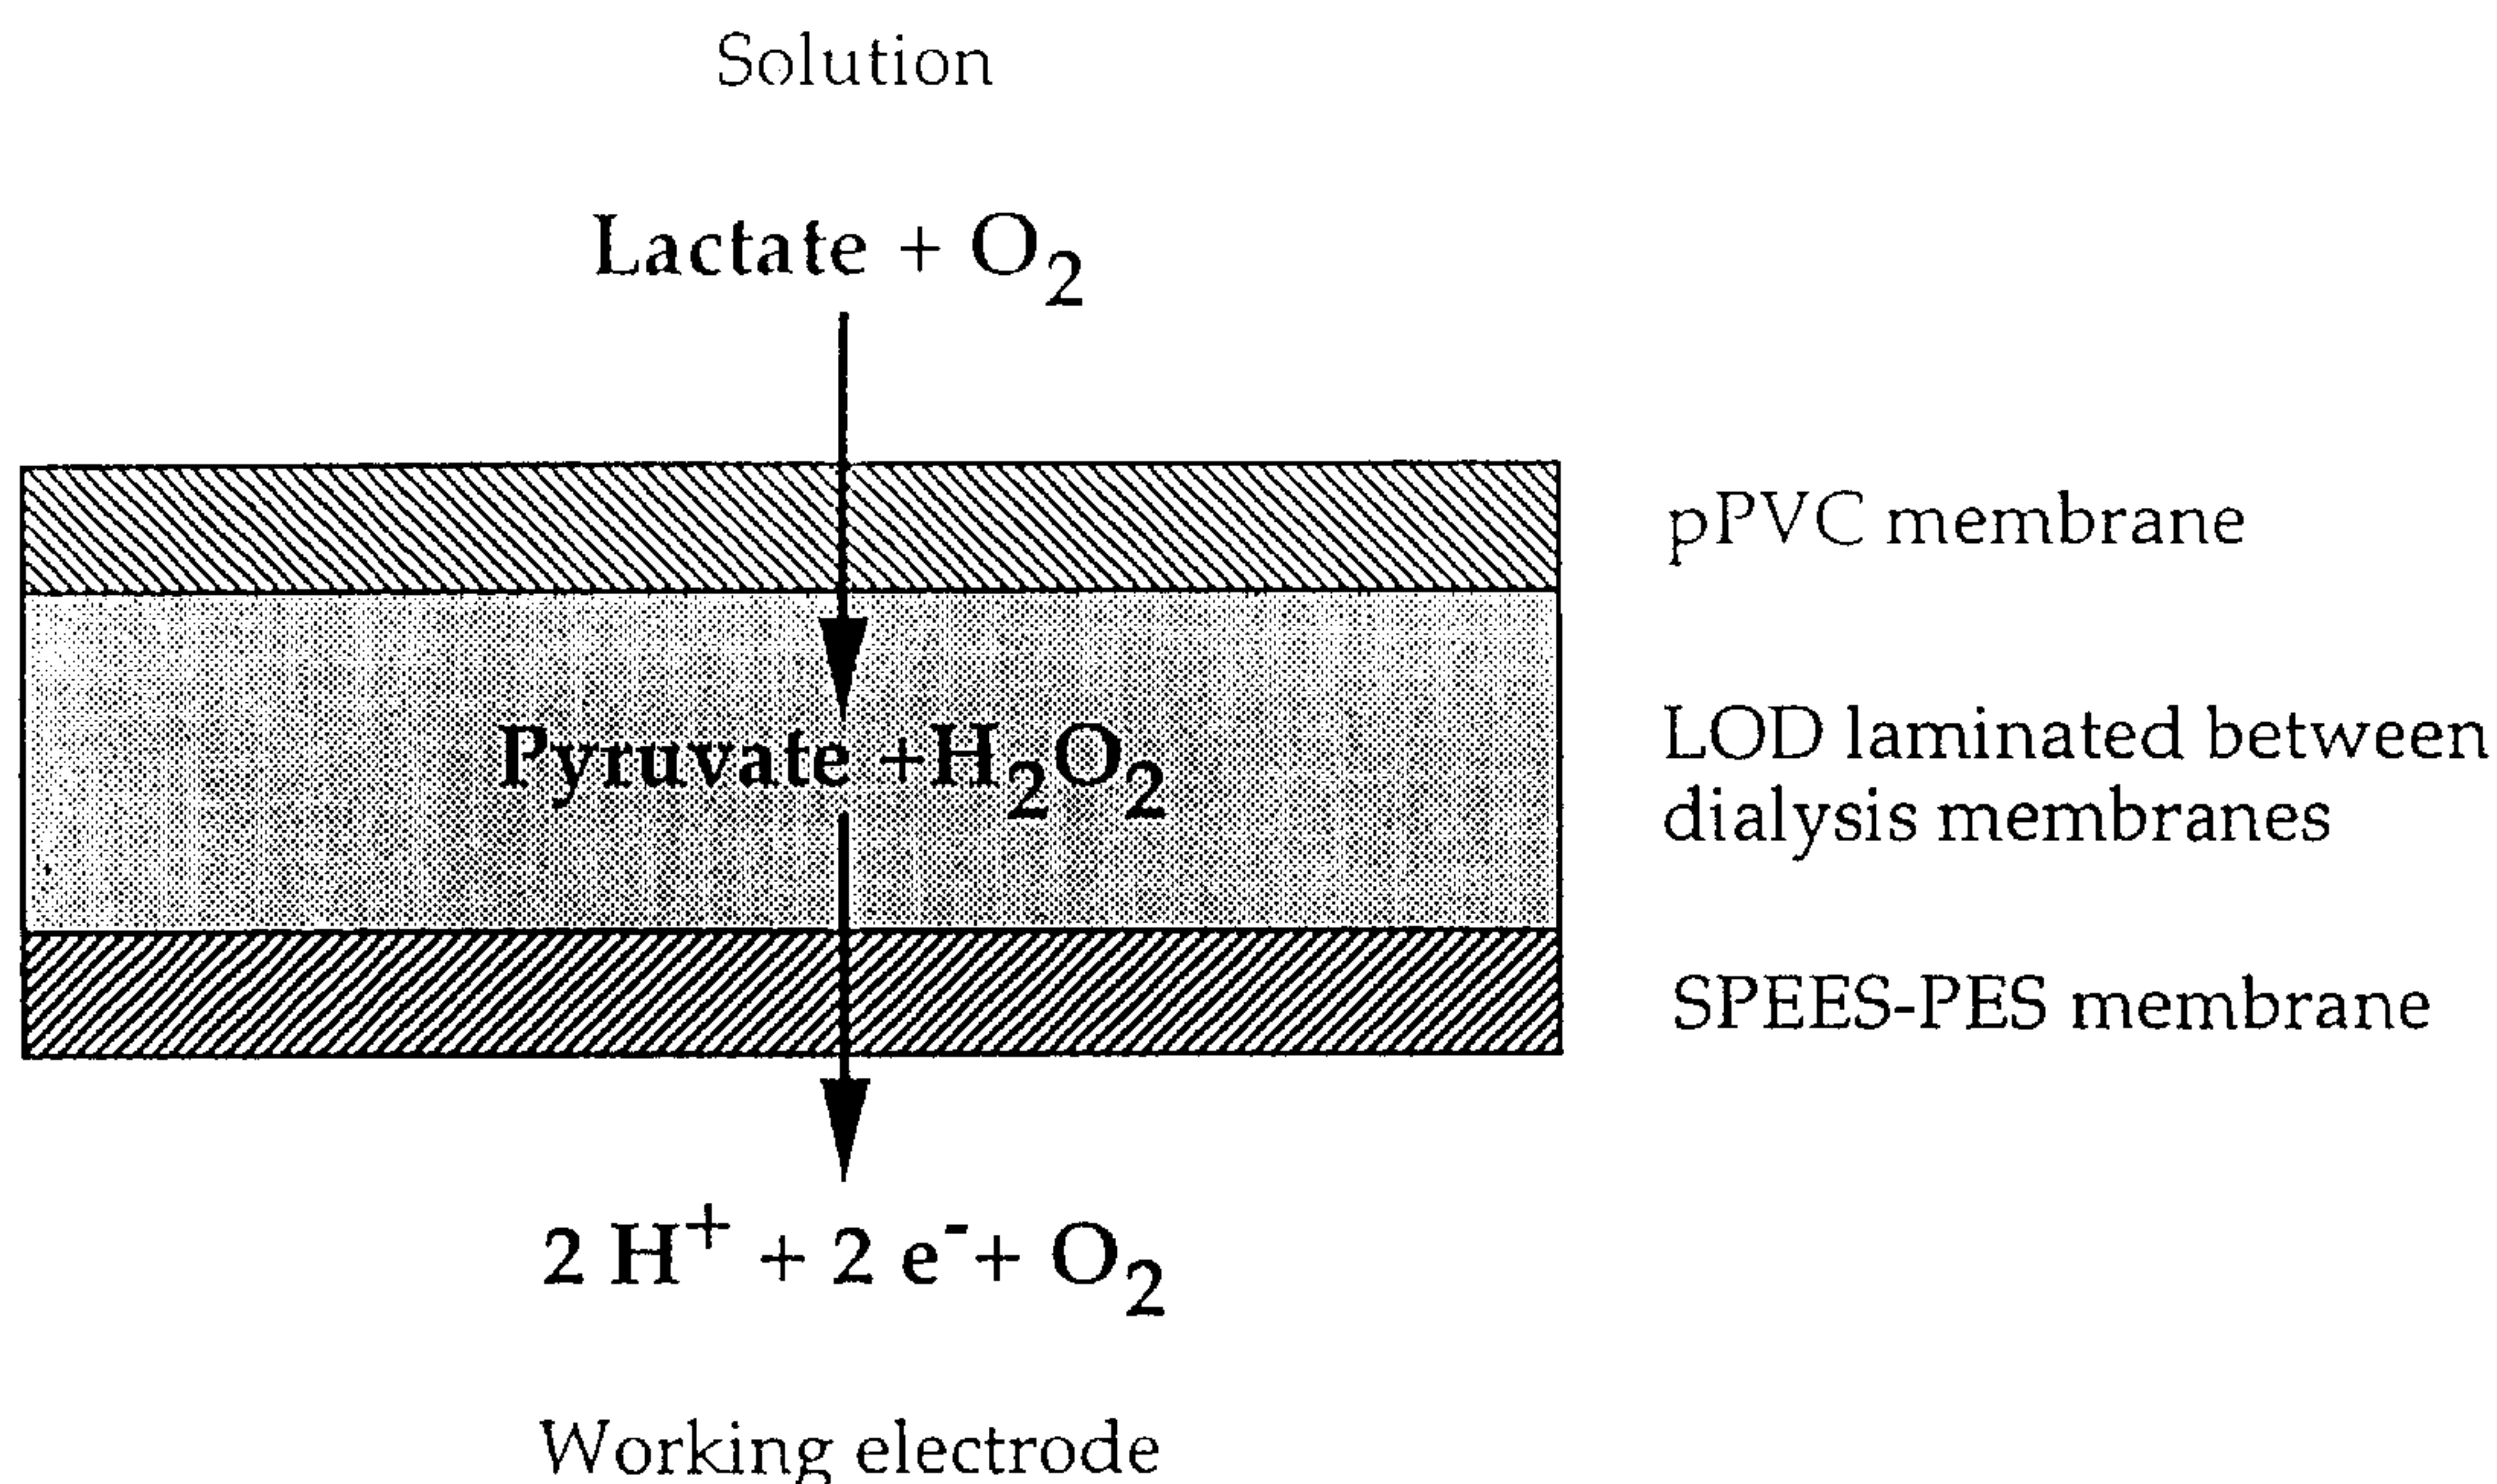 Solution
Lactate + O2
pPVC membrane
Pyruvate +H2O2
LOD laminated between
dialysis membranes
SPEES-PES membrane
2 H+ + 2 e-+ O2
Working electrode